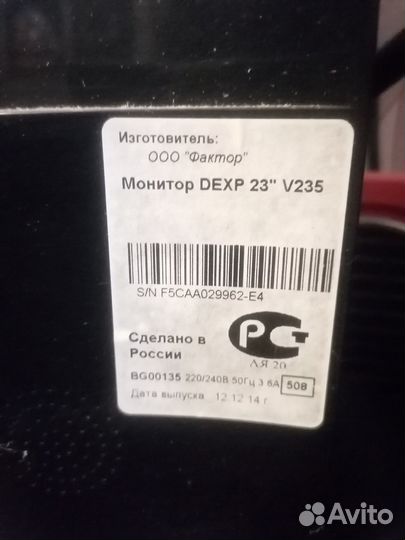 Изготовитель:
ООО "Фактор"
Монитор DEXP 23" V235
S/N F5CAA029962-E4
Сделано в
России
РСТ
ЛЯ 20
BG00135 220/240В 50Гц 3.6А 508
Дата выпуска 12.12.14 г.
Avito